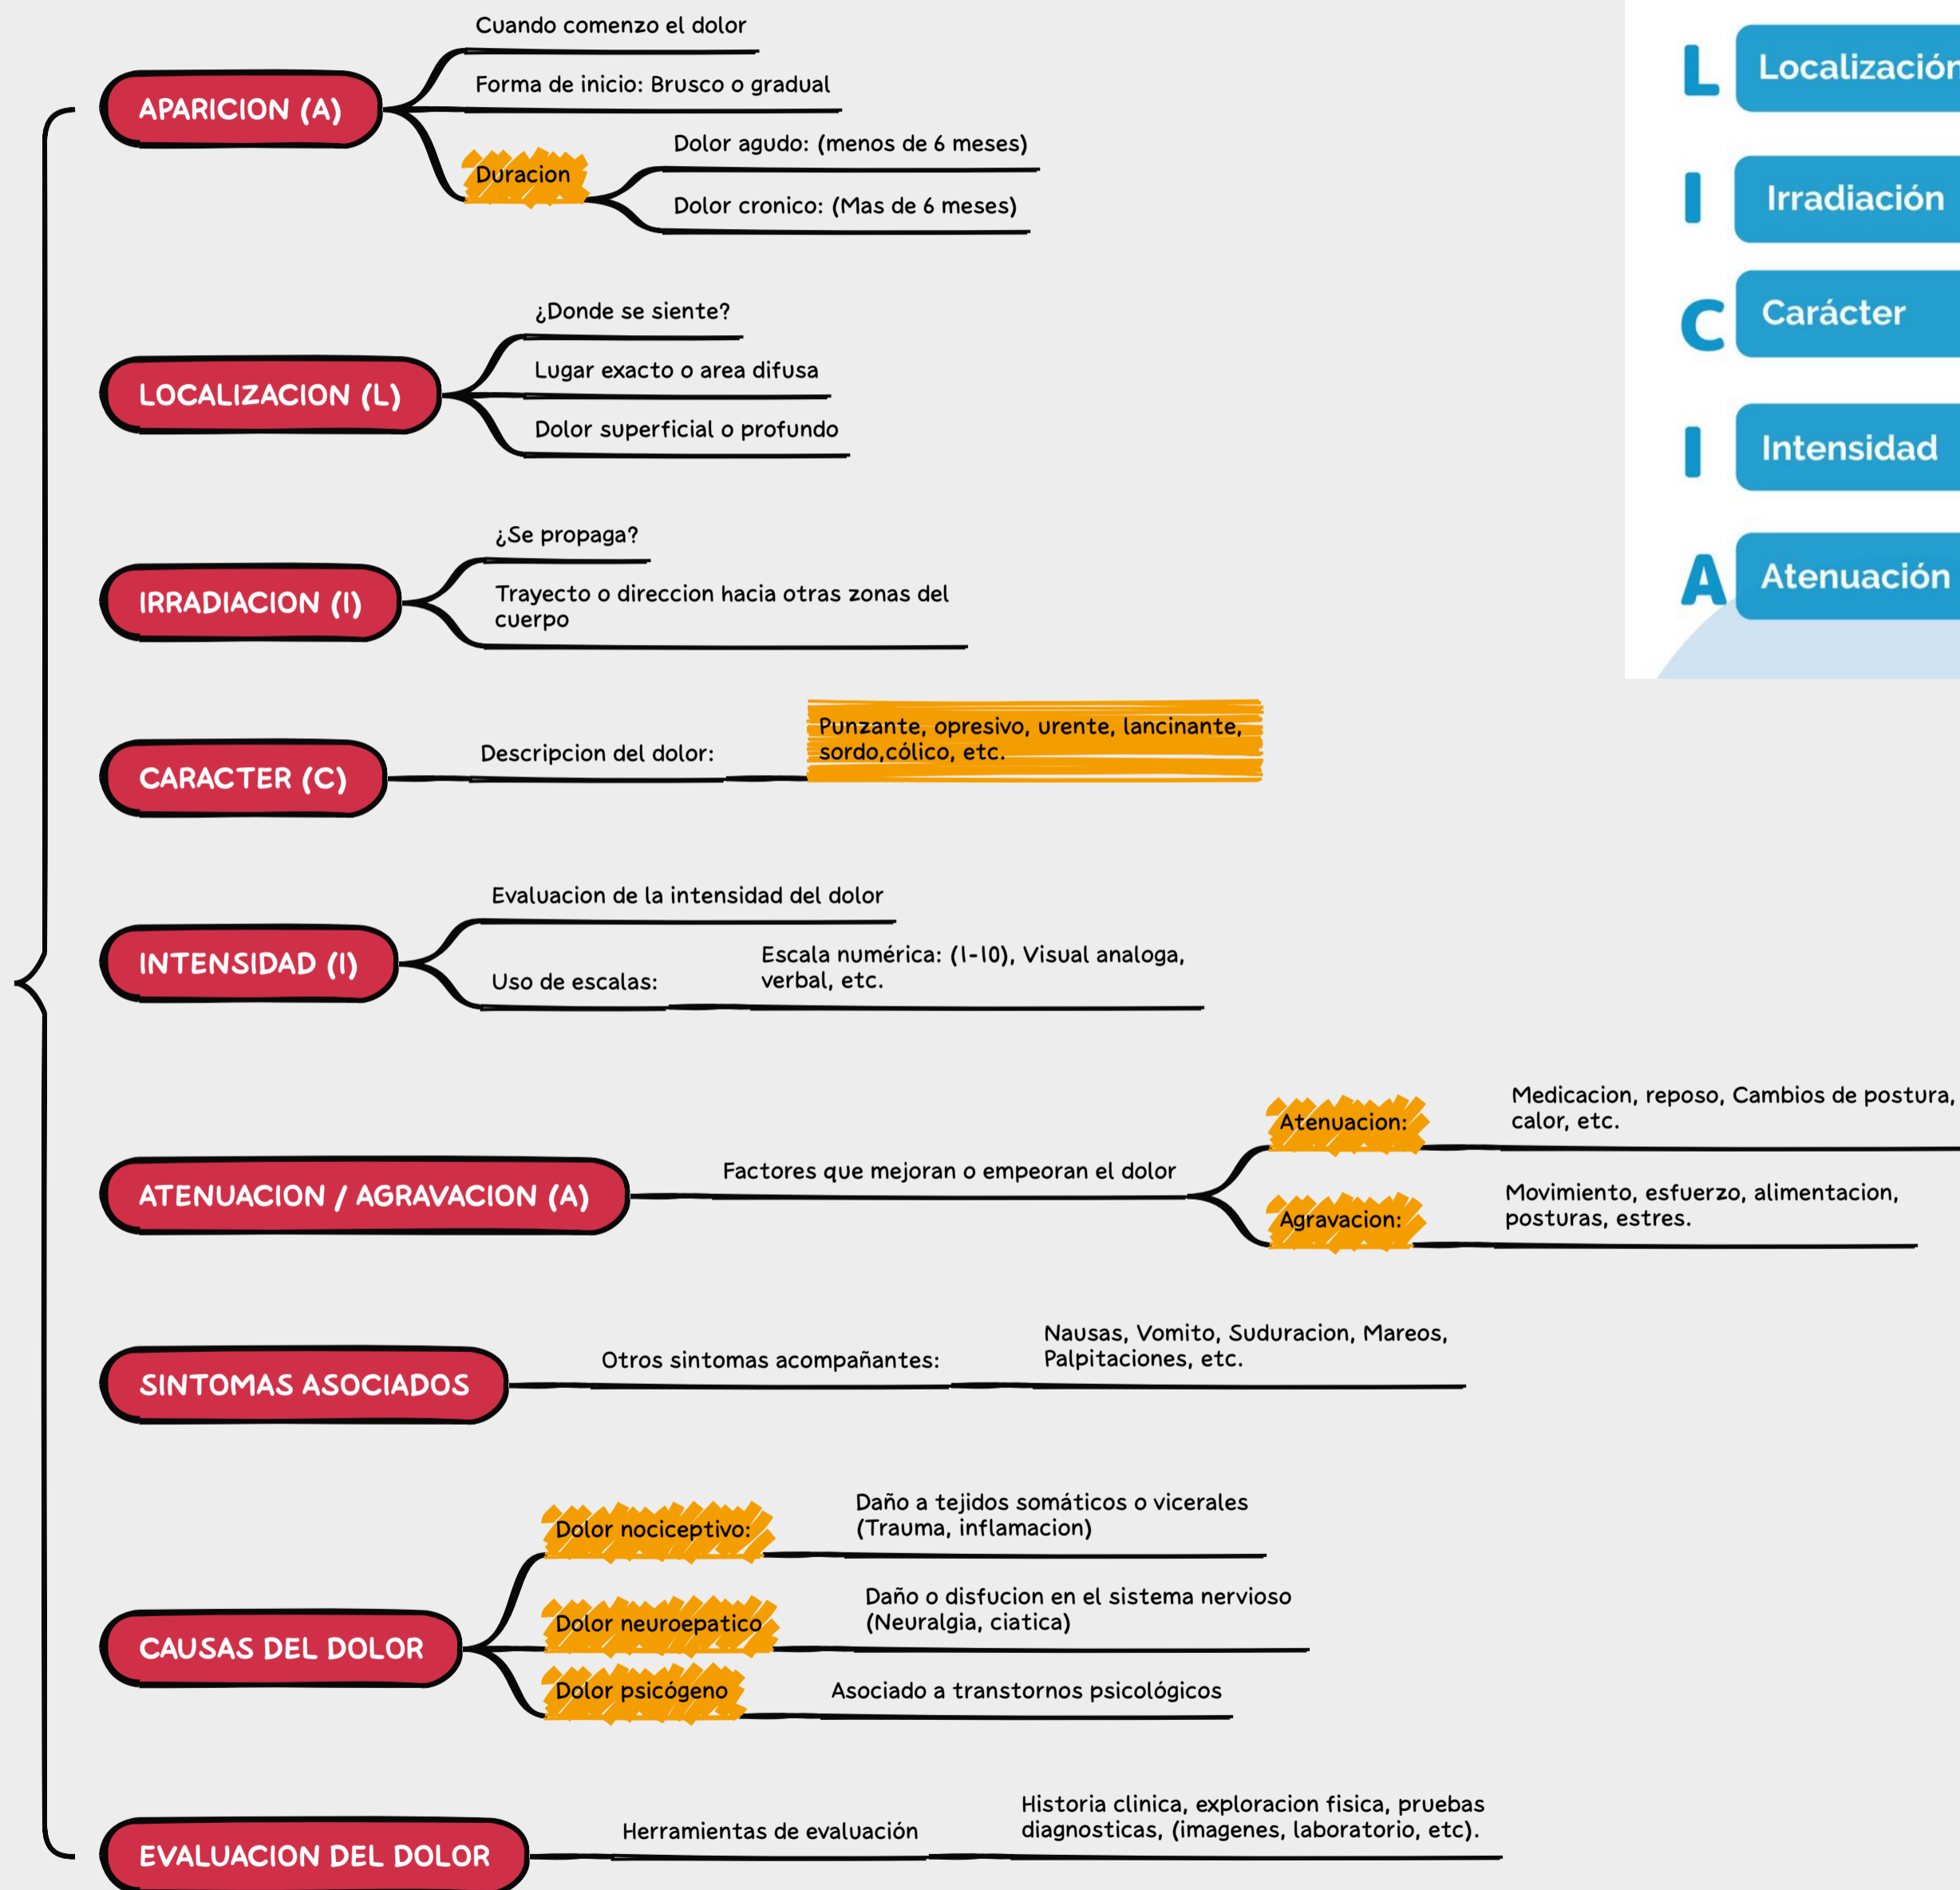 Cuando comenzo el dolor
APARICION (A)
Forma de inicio: Brusco o gradual
Duracion
Dolor agudo: (menos de 6 meses)
Dolor cronico: (Mas de 6 meses)
LOCALIZACION (L)
¿Donde se siente?
Lugar exacto o area difusa
Dolor superficial o profundo
IRRADIACION (I)
¿Se propaga?
Trayecto o direccion hacia otras zonas del
cuerpo
CARACTER (C)
Descripcion del dolor:
Punzante, opresivo, urente, lancinante,
sordo,cólico, etc.
INTENSIDAD (I)
Evaluacion de la intensidad del dolor
Uso de escalas:
Escala numérica: (1-10), Visual analoga,
verbal, etc.
ATENUACION / AGRAVACION (A)
Factores que mejoran o empeoran el dolor
Atenuacion:
Medicacion, reposo, Cambios de postura,
calor, etc.
Agravacion:
Movimiento, esfuerzo, alimentacion,
posturas, estres.
SINTOMAS ASOCIADOS
Otros sintomas acompañantes:
Nausas, Vomito, Suduracion, Mareos,
Palpitaciones, etc.
CAUSAS DEL DOLOR
Dolor nociceptivo:
Daño a tejidos somáticos o vicerales
(Trauma, inflamacion)
Dolor neuroepatico
Daño o disfucion en el sistema nervioso
(Neuralgia, ciatica)
Dolor psicógeno
Asociado a transtornos psicológicos
EVALUACION DEL DOLOR
Herramientas de evaluación
Historia clinica, exploracion fisica, pruebas
diagnosticas, (imagenes, laboratorio, etc).
L Localización
I Irradiación
C Carácter
I Intensidad
A Atenuación